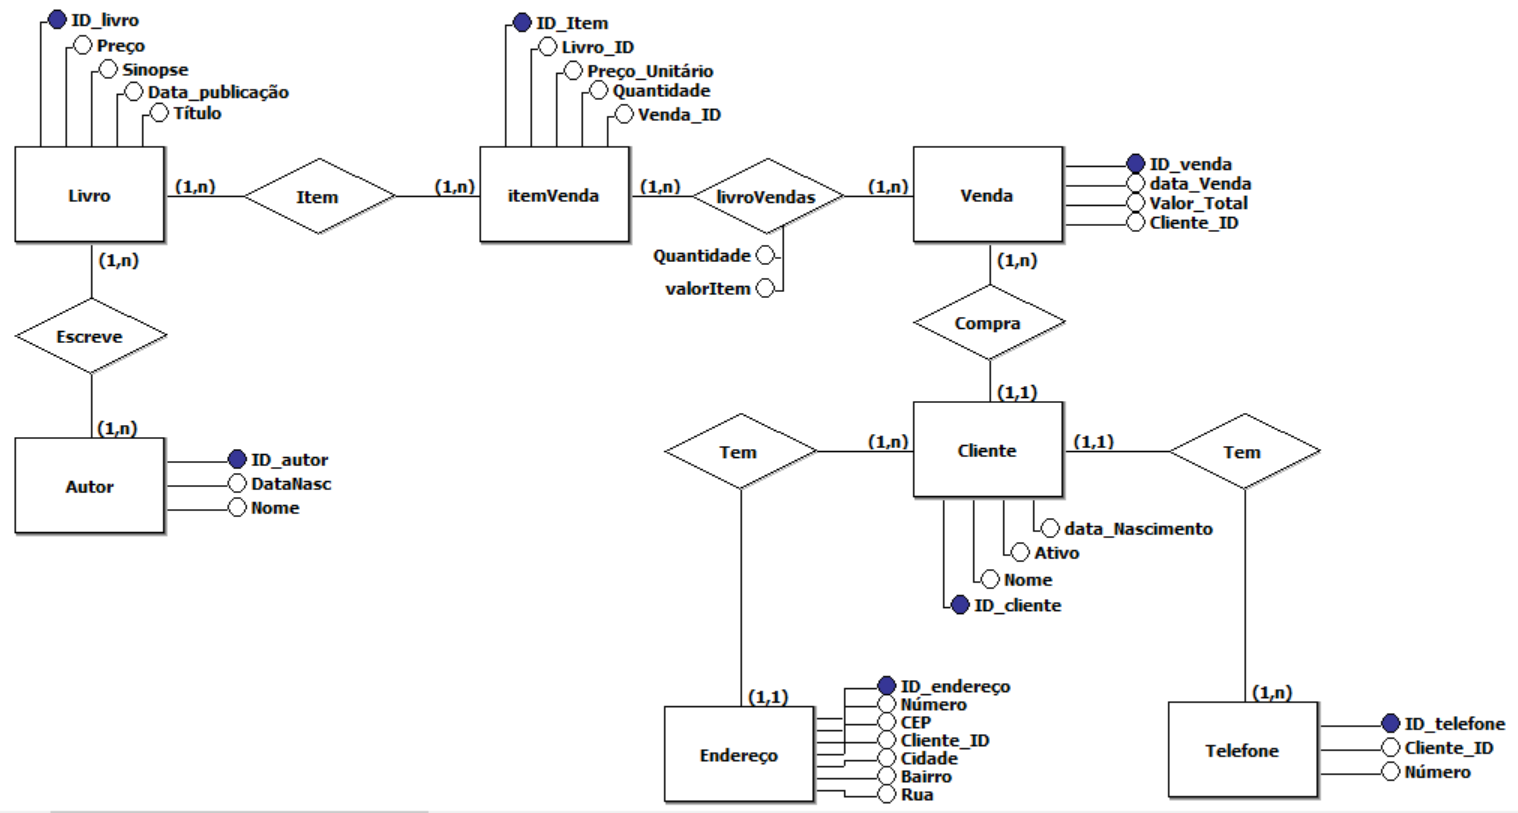 ID_livro
Preço
Sinopse
Data_publicação
Título
ID_Item
Livro_ID
Preço_Unitário
Quantidade
Venda_ID
Livro
(1,n)
Item
(1,n)
itemVenda
(1,n)
livroVendas
(1,n)
Venda
ID_venda
data_Venda
Valor_Total
Cliente_ID
Quantidade
valorItem
(1,n)
Escreve
(1,n)
Autor
ID_autor
DataNasc
Nome
(1,n)
Compra
(1,1)
Tem
(1,n)
Cliente
(1,1)
Tem
data_Nascimento
Ativo
Nome
ID_cliente
(1,1)
Endereço
ID_endereço
Número
CEP
Cliente_ID
Cidade
Bairro
Rua
(1,n)
Telefone
ID_telefone
Cliente_ID
Número